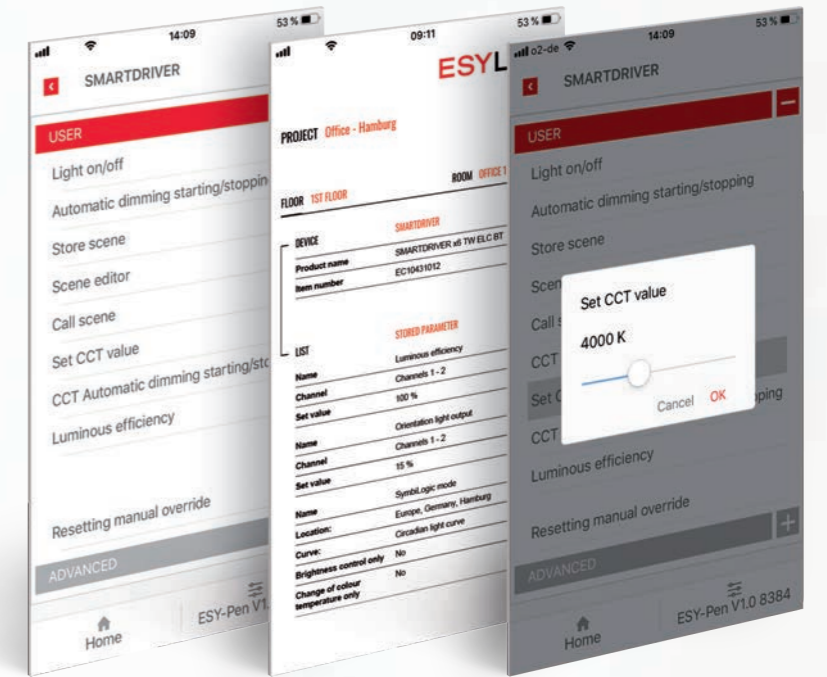 14:09
53 %
SMARTDRIVER
USER
Light on/off
Automatic dimming starting/stoppin
Store scene
Scene editor
Call scene
Set CCT value
CCT Automatic dimming starting/sto
Luminous efficiency
Resetting manual override
ADVANCED
Home
ESY-Pen V1.
09:11
53 %
ESYL
PROJECT Office - Hamburg
FLOOR 1ST FLOOR
ROOM OFFICE 1
DEVICE SMARTDRIVER
Product name SMARTDRIVER x6 TW ELC BT
Item number EC10431012
LIST STORED PARAMETER
Name Luminous efficiency
Channel Channels 1 - 2
Set value 100 %
Name Orientation light output
Channel Channels 1 - 2
Set value 15 %
Name SymbiLogic mode
Location: Europe, Germany, Hamburg
Curve: Circadian light curve
Brightness control only No
Change of colour
temperature only No
o2-de 14:09 53 %
SMARTDRIVER
USER
Light on/off
Automatic dimming starting/stopping
Store scene
Scen
Call s
CCT
Set C
CCT ping
Luminous efficiency
Resetting manual override
ADVANCED
Home
ESY-Pen V1.0 8384
Set CCT value
4000 K
Cancel OK